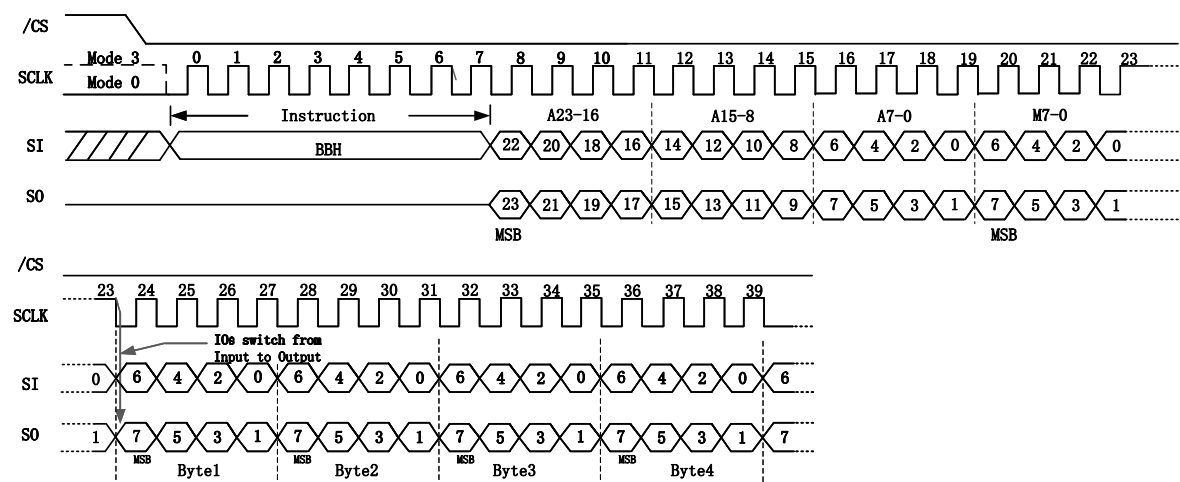 /CS
Mode 3 0 1 2 3 4 5 6 7 8 9 10 11 12 13 14 15 16 17 18 19 20 21 22 23
SCLK
Mode 0
Instruction A23-16 A15-8 A7-0 M7-0
SI BBH 22 20 18 16 14 12 10 8 6 4 2 0 6 4 2 0
SO 23 21 19 17 15 13 11 9 7 5 3 1 7 5 3 1
MSB MSB
/CS
23 24 25 26 27 28 29 30 31 32 33 34 35 36 37 38 39
SCLK
IOs switch from
Input to Output
SI 0 6 4 2 0 6 4 2 0 6 4 2 0 6 4 2 0 6
SO 1 7 5 3 1 7 5 3 1 7 5 3 1 7 5 3 1 7
MSB MSB MSB MSB
Byte1 Byte2 Byte3 Byte4